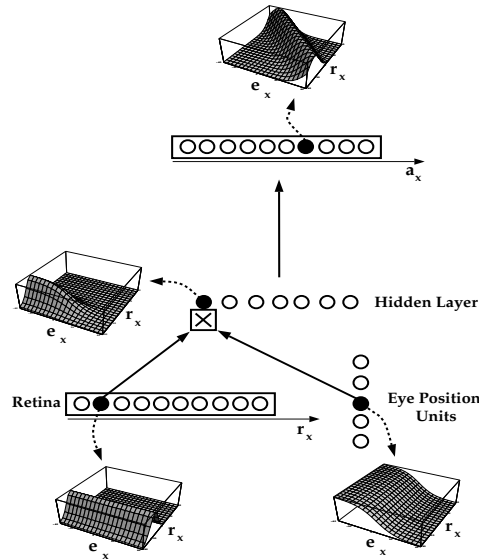 e x
r x
a x
e x
r x
Hidden Layer
Retina
r x
Eye Position
Units
e x
r x
e x
r x